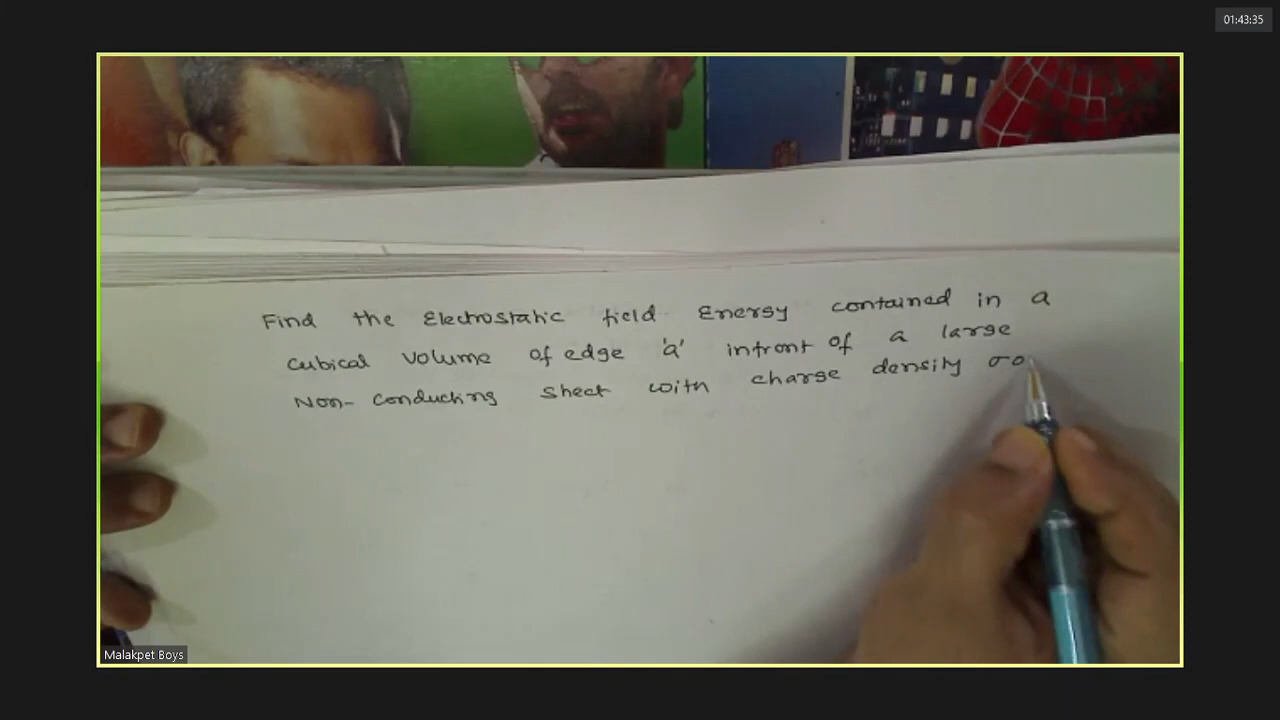 01:43:35
Find the Electrostatic field Energy contained in a
cubical volume of edge 'a' infront of a large
Non-conducting sheet with charge density σo
Malakpet Boys